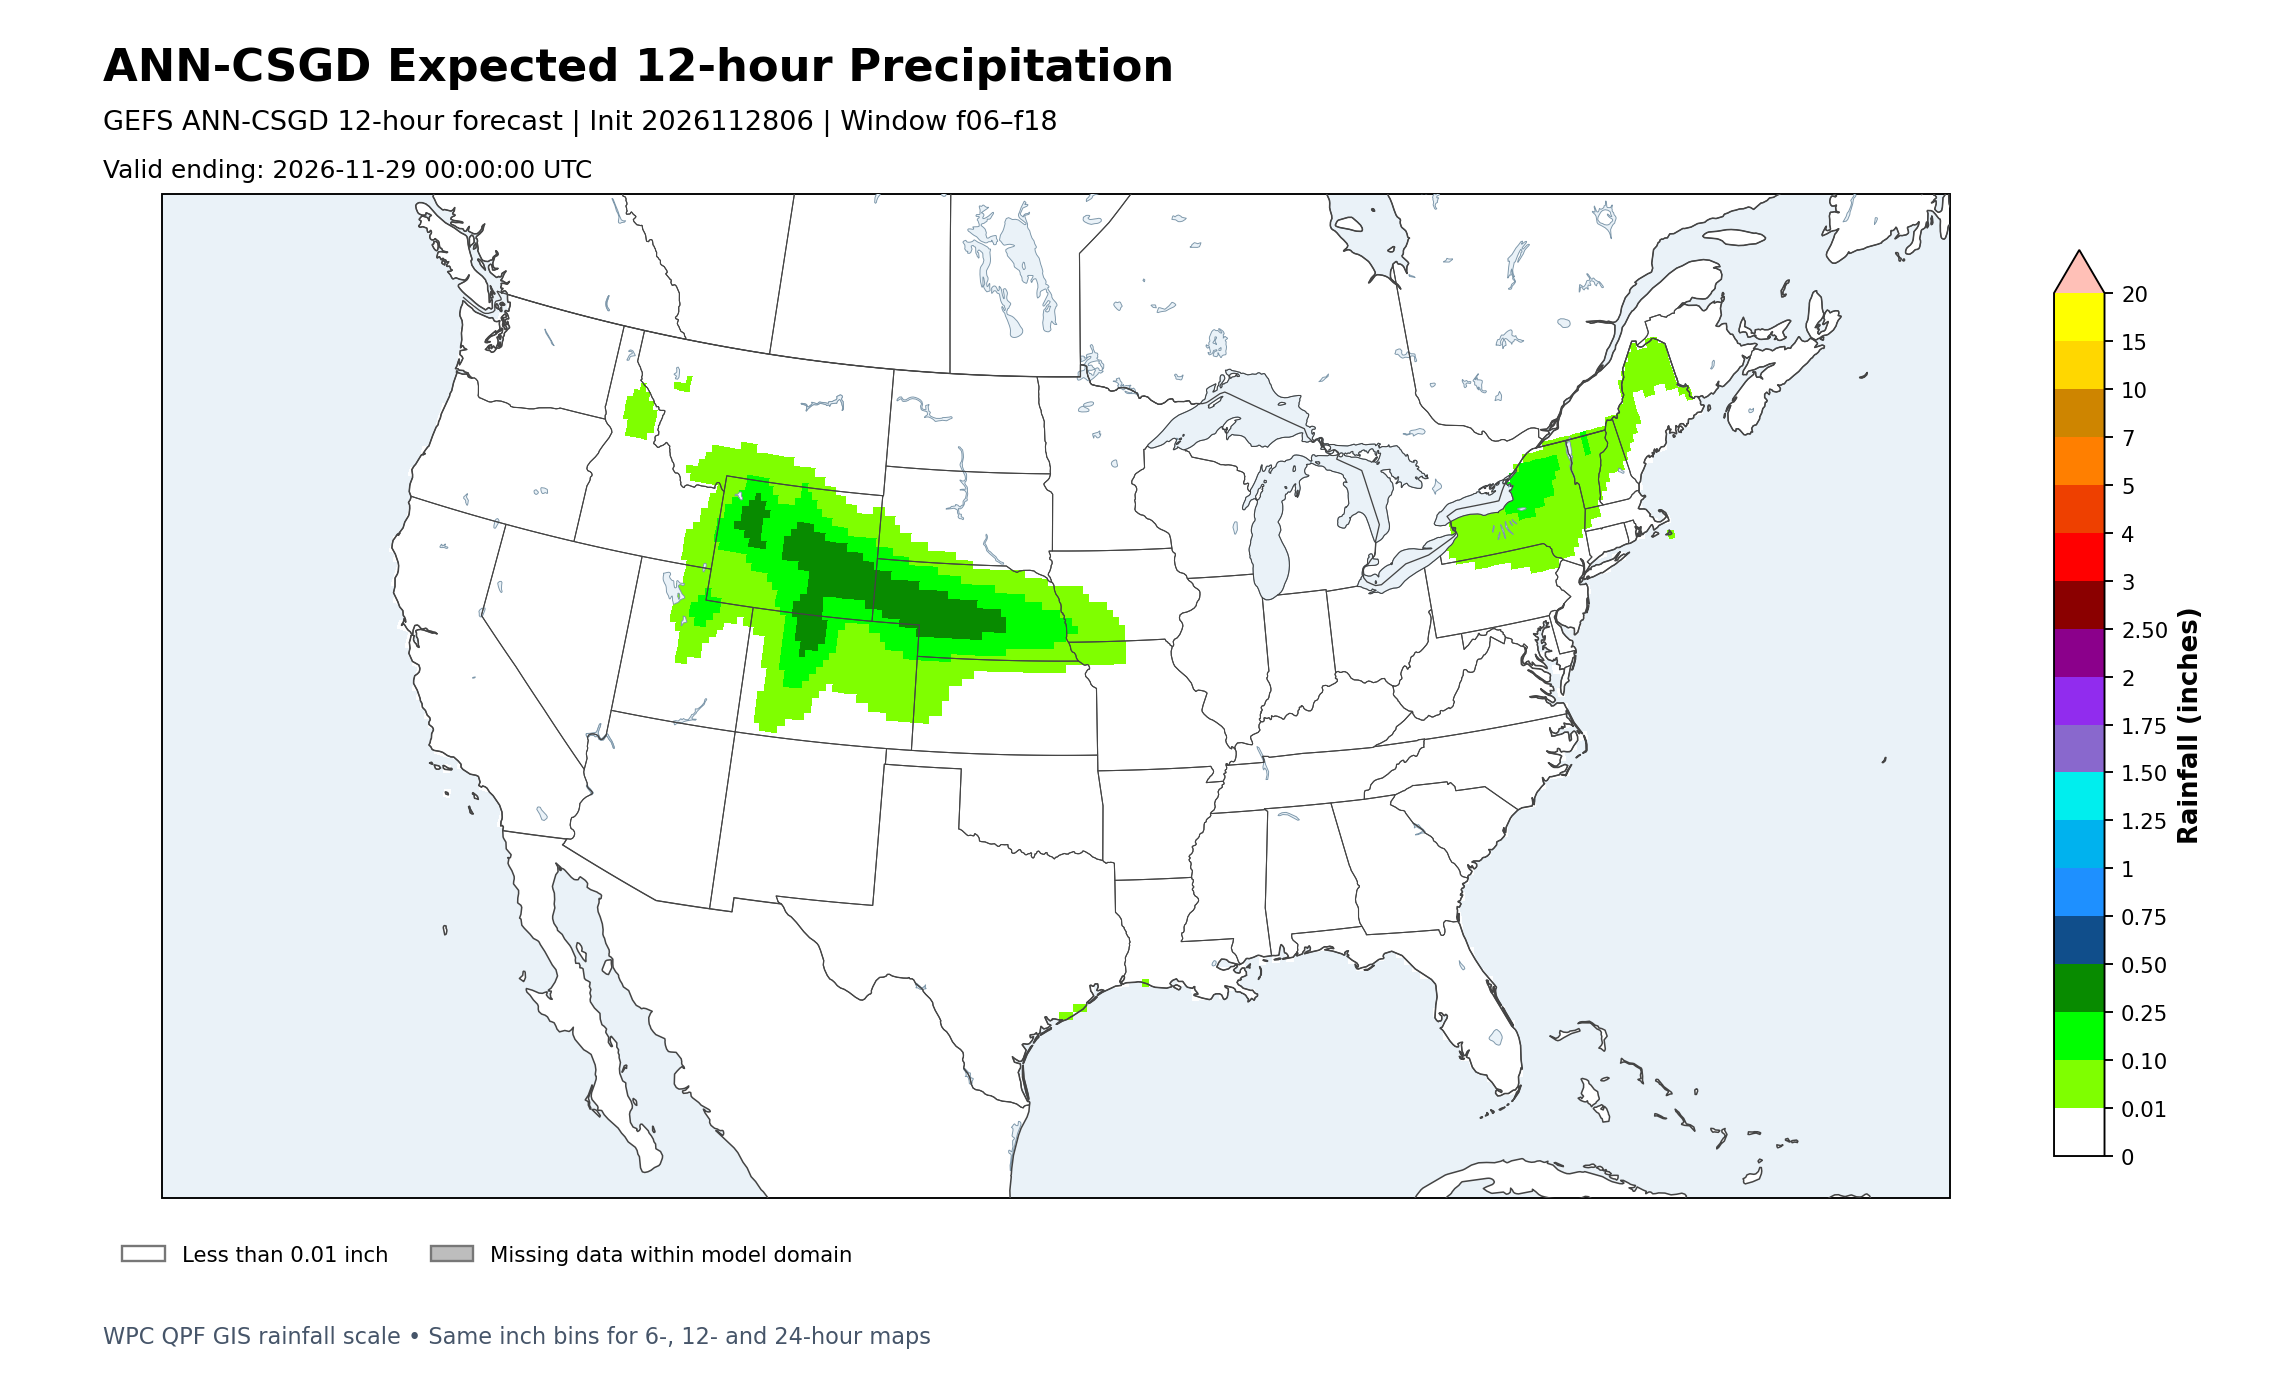 ANN-CSGD Expected 12-hour Precipitation
GEFS ANN-CSGD 12-hour forecast | Init 2026112806 | Window f06–f18
Valid ending: 2026-11-29 00:00:00 UTC
20
15
10
7
5
4
3
2.50
2
1.75
1.50
1.25
1
0.75
0.50
0.25
0.10
0.01
0
Rainfall (inches)
Less than 0.01 inch
Missing data within model domain
WPC QPF GIS rainfall scale • Same inch bins for 6-, 12- and 24-hour maps